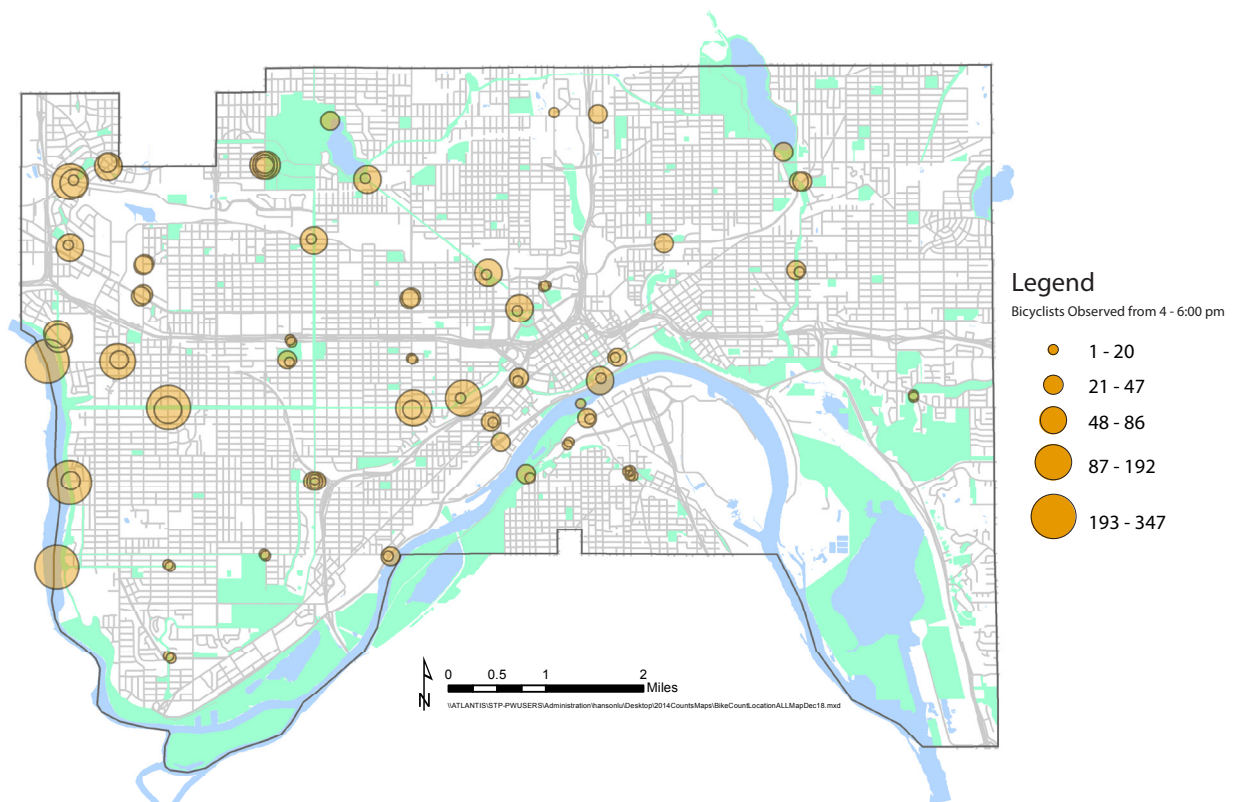 Legend
Bicyclists Observed from 4 - 6:00 pm
1 - 20
21 - 47
48 - 86
87 - 192
193 - 347
N
0 0.5 1 2
Miles
\\ATLANTIS\STP-PWUSERS\Administration\hansonlu\Desktop\2014CountsMaps\BikeCountLocationALLMapDec18.mxd